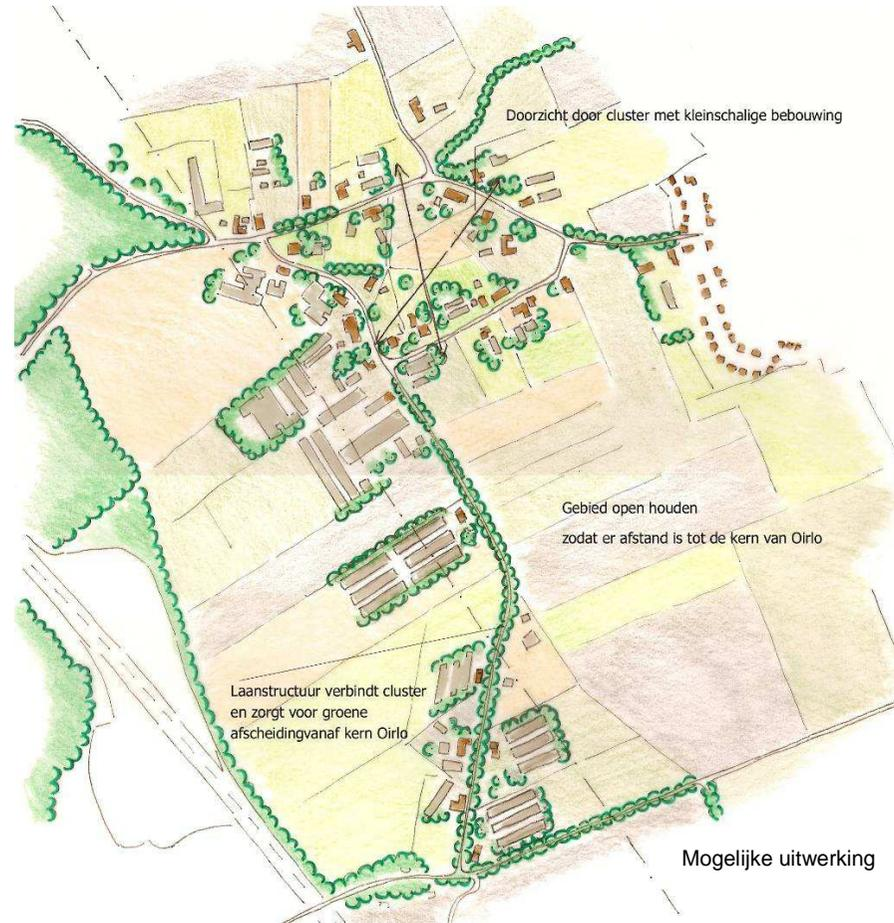 Doorzicht door cluster met kleinschalige bebouwing
Gebied open houden
zodat er afstand is tot de kern van Oirlo
Laanstructuur verbindt cluster
en zorgt voor groene
afscheidingvanaf kern Oirlo
Mogelijke uitwerking